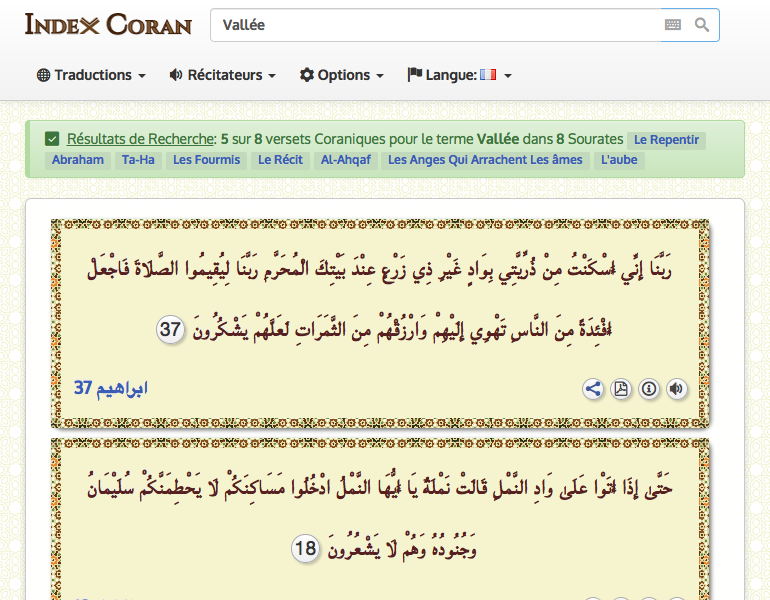 INDEX CORAN
Vallée
Traductions Récitateurs Options Langue:
Résultats de Recherche: 5 sur 8 versets Coraniques pour le terme Vallée dans 8 Sourates Le Repentir
Abraham Ta-Ha Les Fourmis Le Récit Al-Ahqaf Les Anges Qui Arrachent Les âmes L'aube
رَبَّنَا إِنِّي أَسْكَنْتُ مِنْ ذُرِّيَّتِي بِوَادٍ غَيْرِ ذِي زَرْعٍ عِنْدَ بَيْتِكَ الْمُحَرَّمِ رَبَّنَا لِيُقِيمُوا الصَّلَاةَ فَاجْعَلْ
أَفْئِدَةً مِنَ النَّاسِ تَهْوِي إِلَيْهِمْ وَارْزُقْهُمْ مِنَ الثَّمَرَاتِ لَعَلَّهُمْ يَشْكُرُونَ 37
ابراهيم 37
حَتَّىٰ إِذَا أَتَوْا عَلَىٰ وَادِ النَّمْلِ قَالَتْ نَمْلَةٌ يَا أَيُّهَا النَّمْلُ ادْخُلُوا مَسَاكِنَكُمْ لَا يَحْطِمَنَّكُمْ سُلَيْمَانُ
وَجُنُودُهُ وَهُمْ لَا يَشْعُرُونَ 18